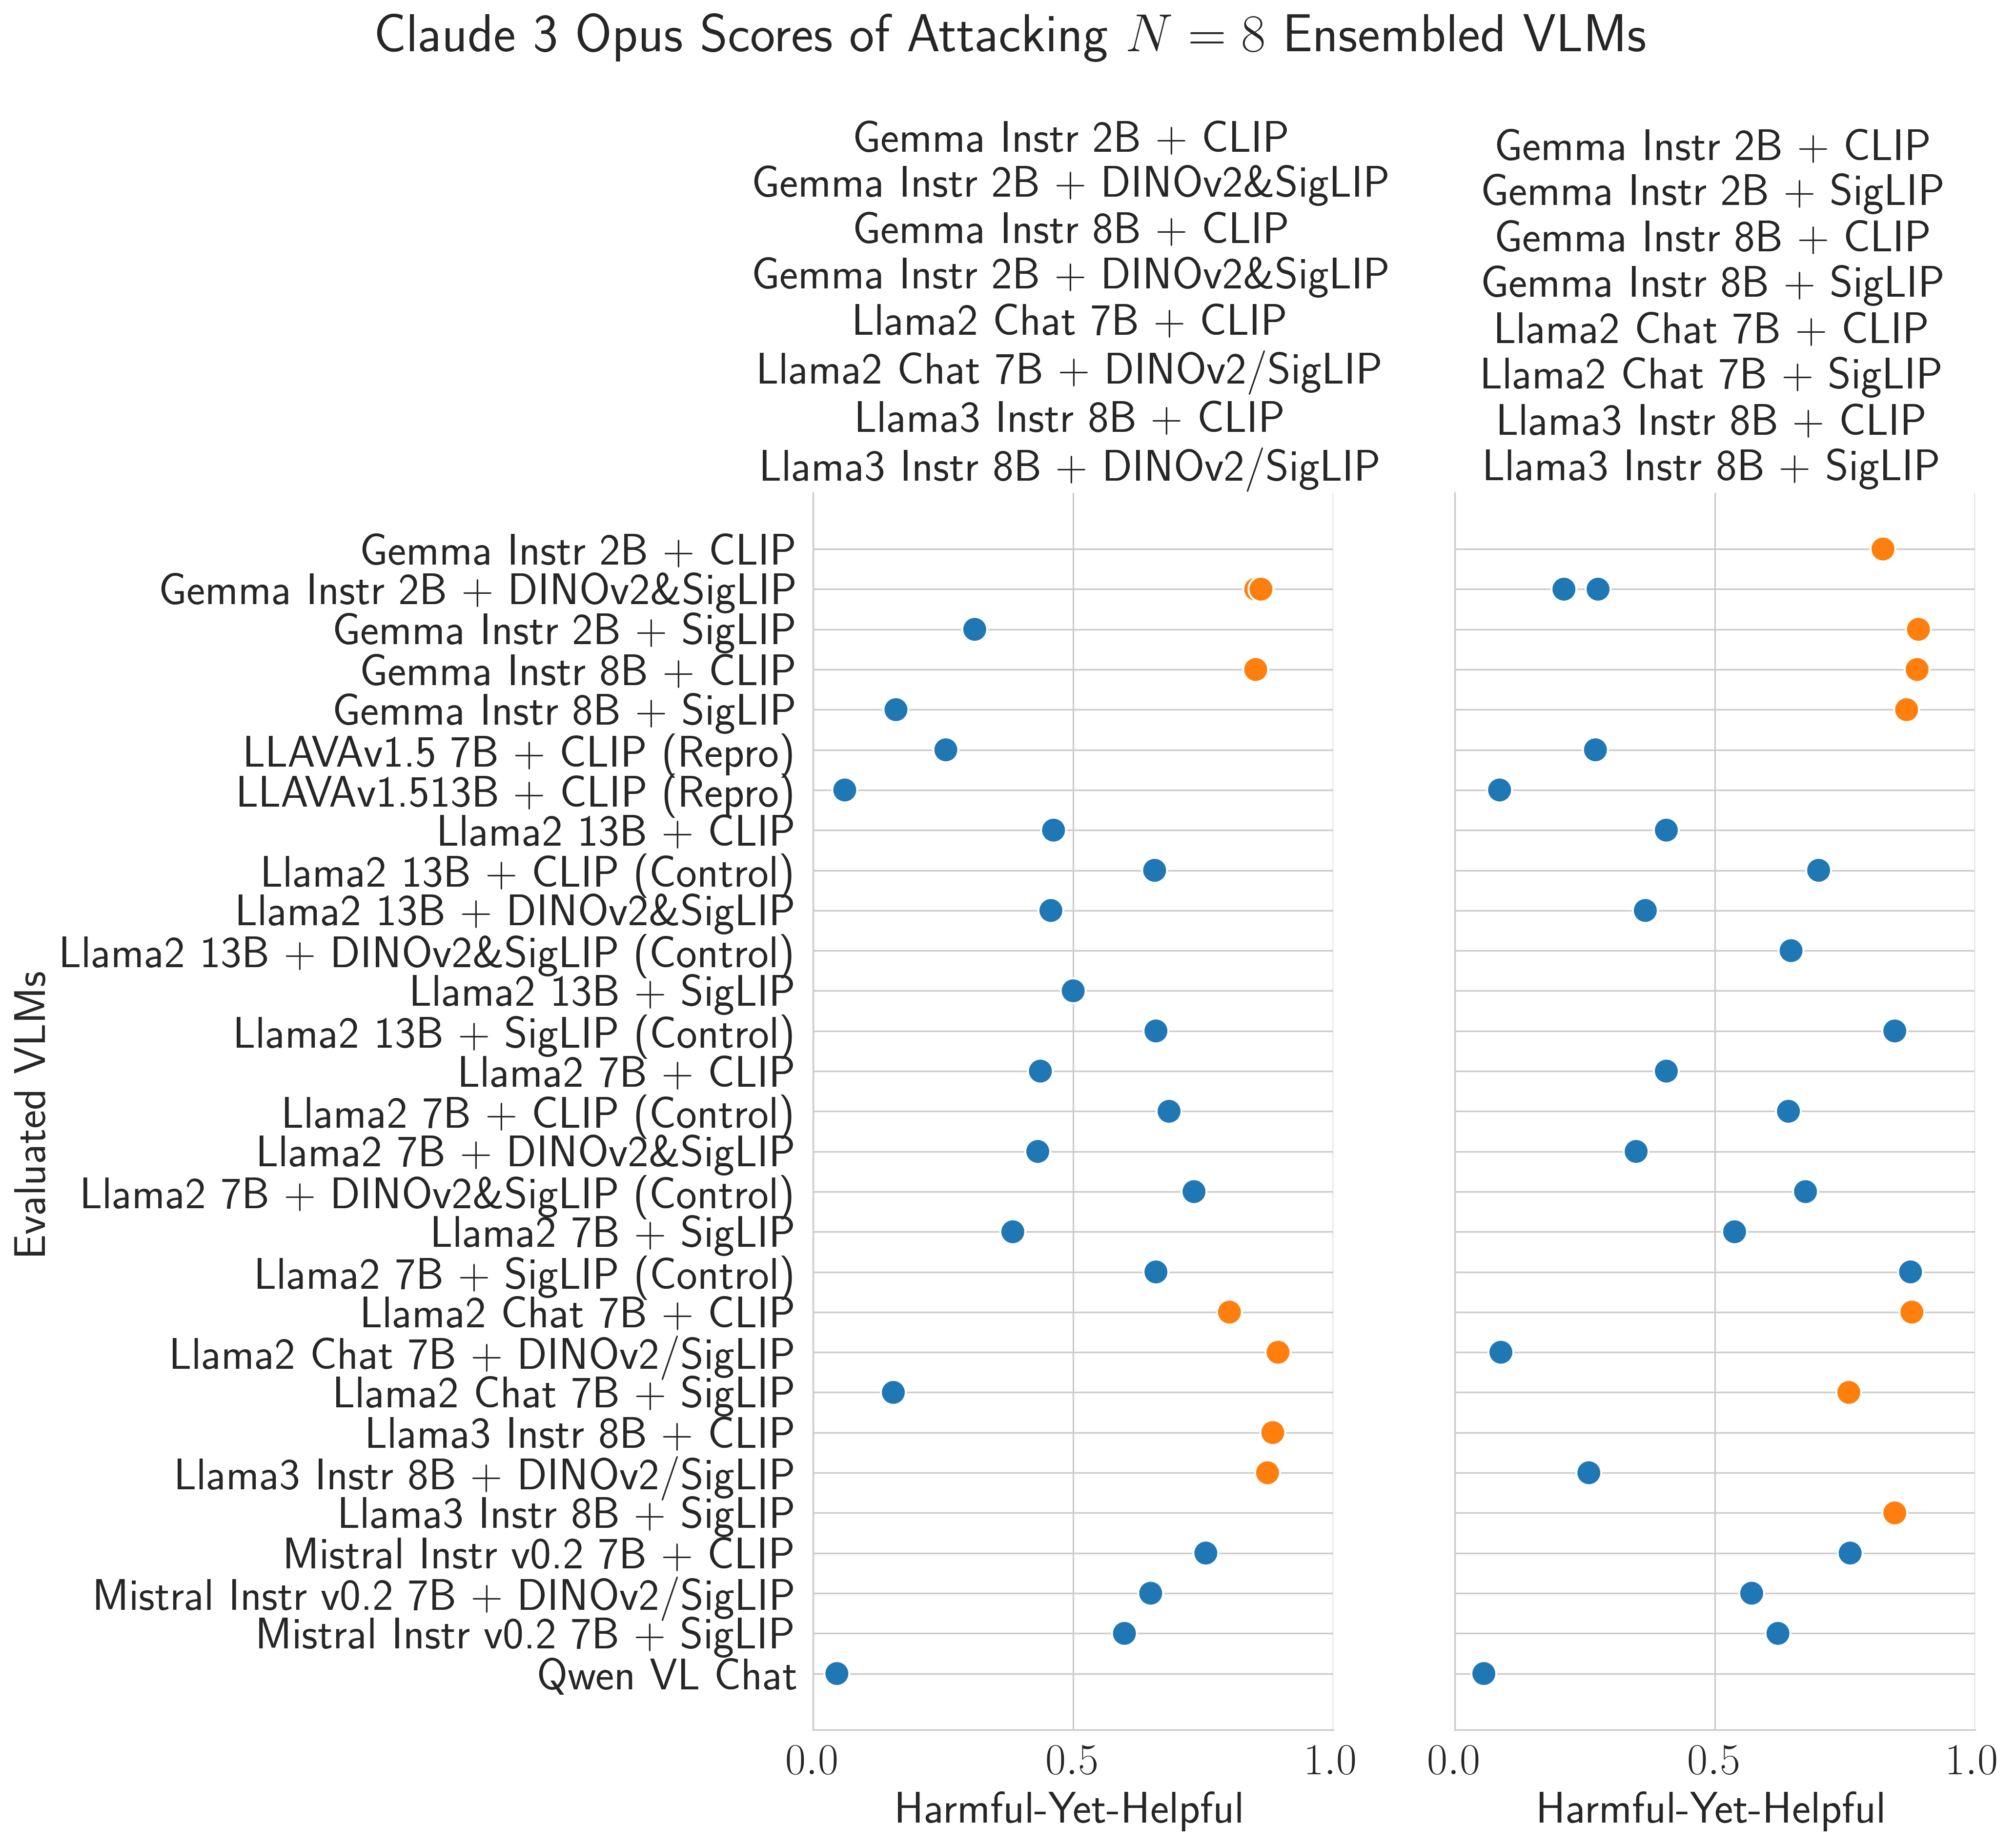 Claude 3 Opus Scores of Attacking N = 8 Ensembled VLMs
Gemma Instr 2B + CLIP
Gemma Instr 2B + DINOv2&SigLIP
Gemma Instr 8B + CLIP
Gemma Instr 2B + DINOv2&SigLIP
Llama2 Chat 7B + CLIP
Llama2 Chat 7B + DINOv2/SigLIP
Llama3 Instr 8B + CLIP
Llama3 Instr 8B + DINOv2/SigLIP
Gemma Instr 2B + CLIP
Gemma Instr 2B + SigLIP
Gemma Instr 8B + CLIP
Gemma Instr 8B + SigLIP
Llama2 Chat 7B + CLIP
Llama2 Chat 7B + SigLIP
Llama3 Instr 8B + CLIP
Llama3 Instr 8B + SigLIP
Evaluated VLMs
Gemma Instr 2B + CLIP
Gemma Instr 2B + DINOv2&SigLIP
Gemma Instr 2B + SigLIP
Gemma Instr 8B + CLIP
Gemma Instr 8B + SigLIP
LLAVAv1.5 7B + CLIP (Repro)
LLAVAv1.513B + CLIP (Repro)
Llama2 13B + CLIP
Llama2 13B + CLIP (Control)
Llama2 13B + DINOv2&SigLIP
Llama2 13B + DINOv2&SigLIP (Control)
Llama2 13B + SigLIP
Llama2 13B + SigLIP (Control)
Llama2 7B + CLIP
Llama2 7B + CLIP (Control)
Llama2 7B + DINOv2&SigLIP
Llama2 7B + DINOv2&SigLIP (Control)
Llama2 7B + SigLIP
Llama2 7B + SigLIP (Control)
Llama2 Chat 7B + CLIP
Llama2 Chat 7B + DINOv2/SigLIP
Llama2 Chat 7B + SigLIP
Llama3 Instr 8B + CLIP
Llama3 Instr 8B + DINOv2/SigLIP
Llama3 Instr 8B + SigLIP
Mistral Instr v0.2 7B + CLIP
Mistral Instr v0.2 7B + DINOv2/SigLIP
Mistral Instr v0.2 7B + SigLIP
Qwen VL Chat
0.0 0.5 1.0
Harmful-Yet-Helpful
0.0 0.5 1.0
Harmful-Yet-Helpful